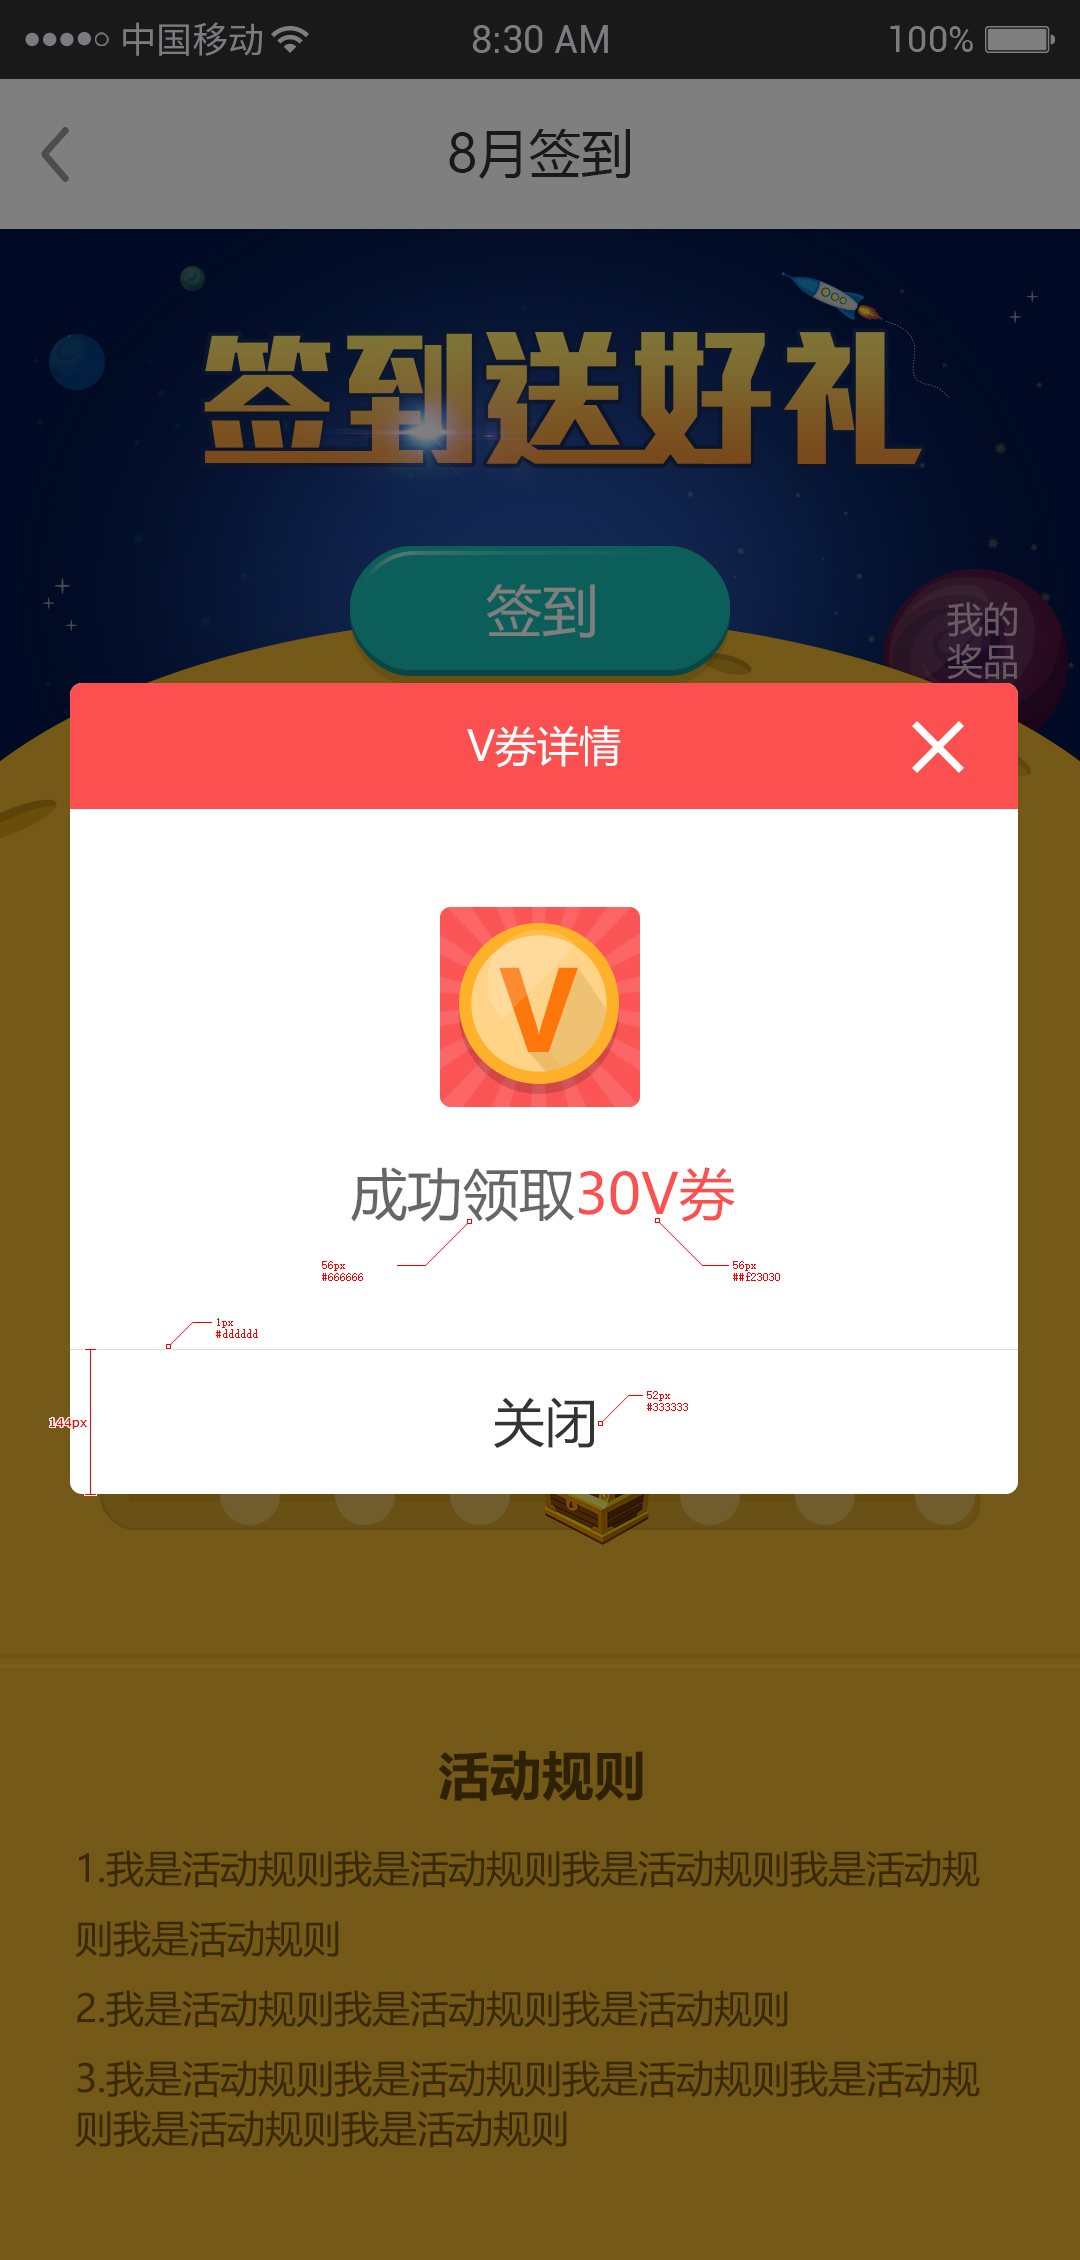 中国移动 8:30 AM 100%
8月签到
签到送好礼
签到
我的
奖品
V券详情
V
成功领取30V券
56px
#666666
56px
##f23030
1px
#dddddd
144px
关闭
52px
#333333
活动规则
1.我是活动规则我是活动规则我是活动规则我是活动规
则我是活动规则
2.我是活动规则我是活动规则我是活动规则
3.我是活动规则我是活动规则我是活动规则我是活动规
则我是活动规则我是活动规则